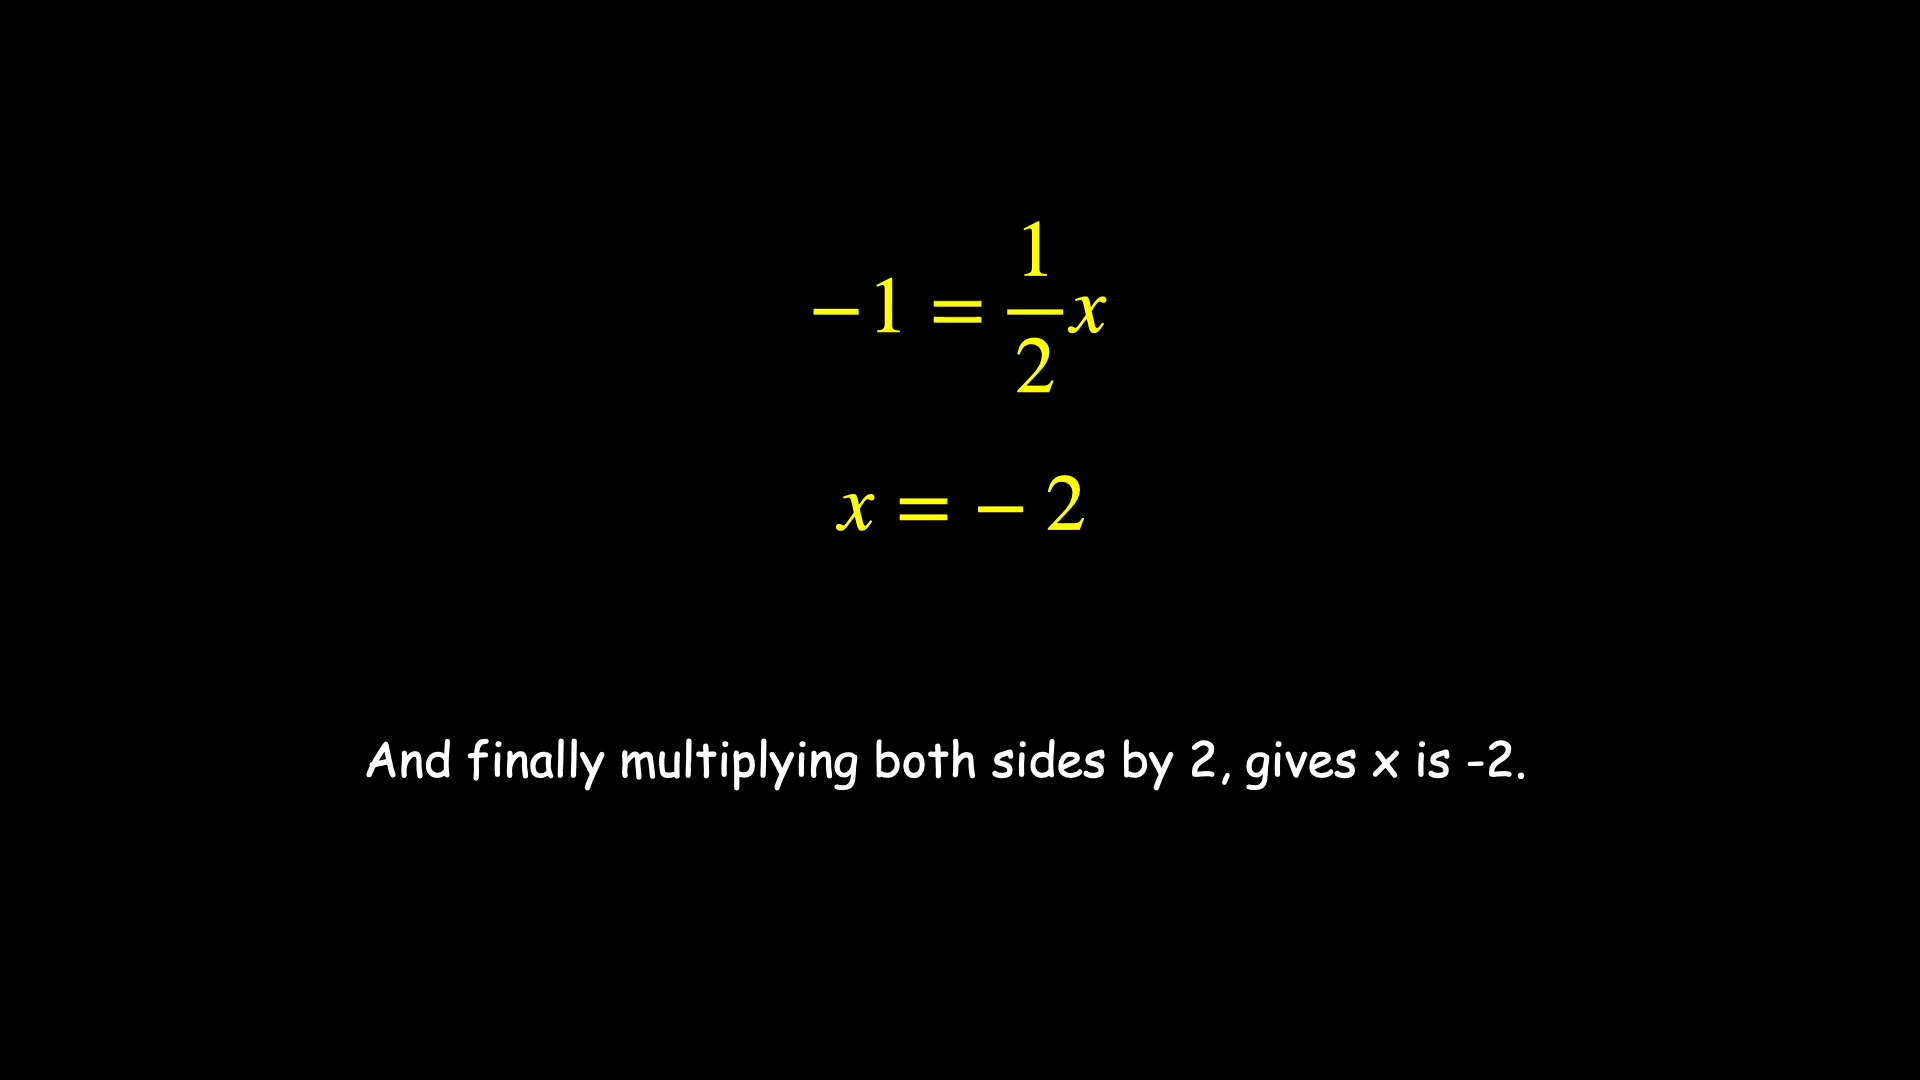 −1 = 1/2 x
x = − 2
And finally multiplying both sides by 2, gives x is -2.